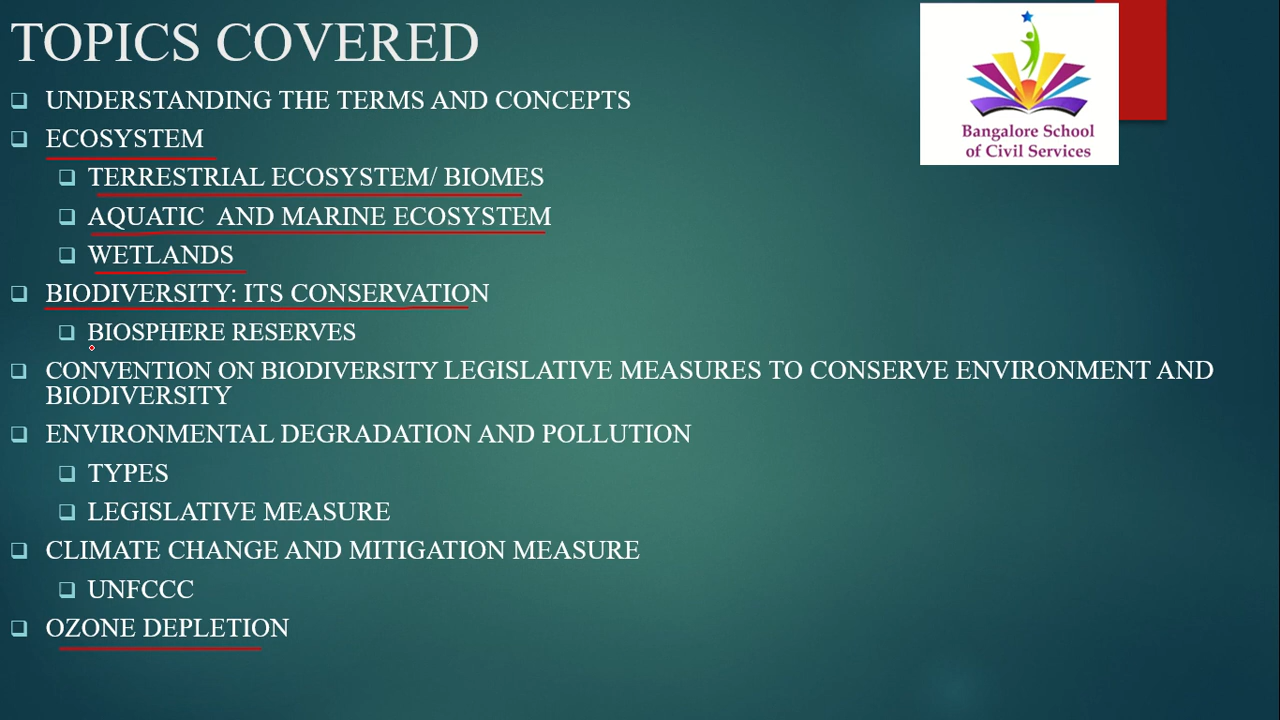 TOPICS COVERED
Bangalore School
of Civil Services
UNDERSTANDING THE TERMS AND CONCEPTS
ECOSYSTEM
TERRESTRIAL ECOSYSTEM/ BIOMES
AQUATIC AND MARINE ECOSYSTEM
WETLANDS
BIODIVERSITY: ITS CONSERVATION
BIOSPHERE RESERVES
CONVENTION ON BIODIVERSITY LEGISLATIVE MEASURES TO CONSERVE ENVIRONMENT AND
BIODIVERSITY
ENVIRONMENTAL DEGRADATION AND POLLUTION
TYPES
LEGISLATIVE MEASURE
CLIMATE CHANGE AND MITIGATION MEASURE
UNFCCC
OZONE DEPLETION